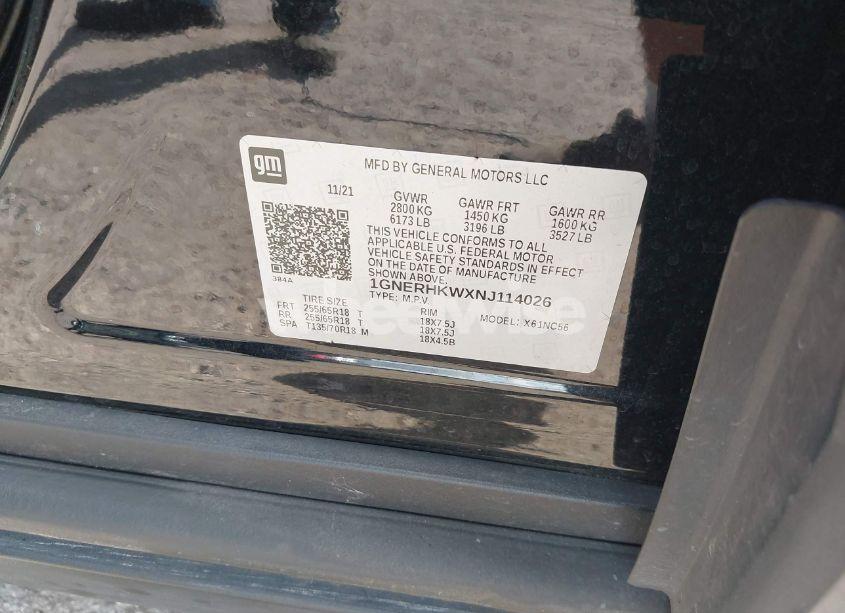 gm
MFD BY GENERAL MOTORS LLC
11/21 GVWR GAWR FRT GAWR RR
2800 KG 1450 KG 1600 KG
6173 LB 3196 LB 3527 LB
THIS VEHICLE CONFORMS TO ALL
APPLICABLE U.S. FEDERAL MOTOR
VEHICLE SAFETY STANDARDS IN EFFECT
ON THE DATE OF MANUFACTURE
SHOWN ABOVE.
384A
1GNERHKWXNJ114026
TYPE: M.P.V. MODEL: X61NC56
TIRE SIZE RIM
FRT 255/65R18 T 18X7.5J
RR 255/65R18 T 18X7.5J
SPA T135/70R18 M 18X4.5B